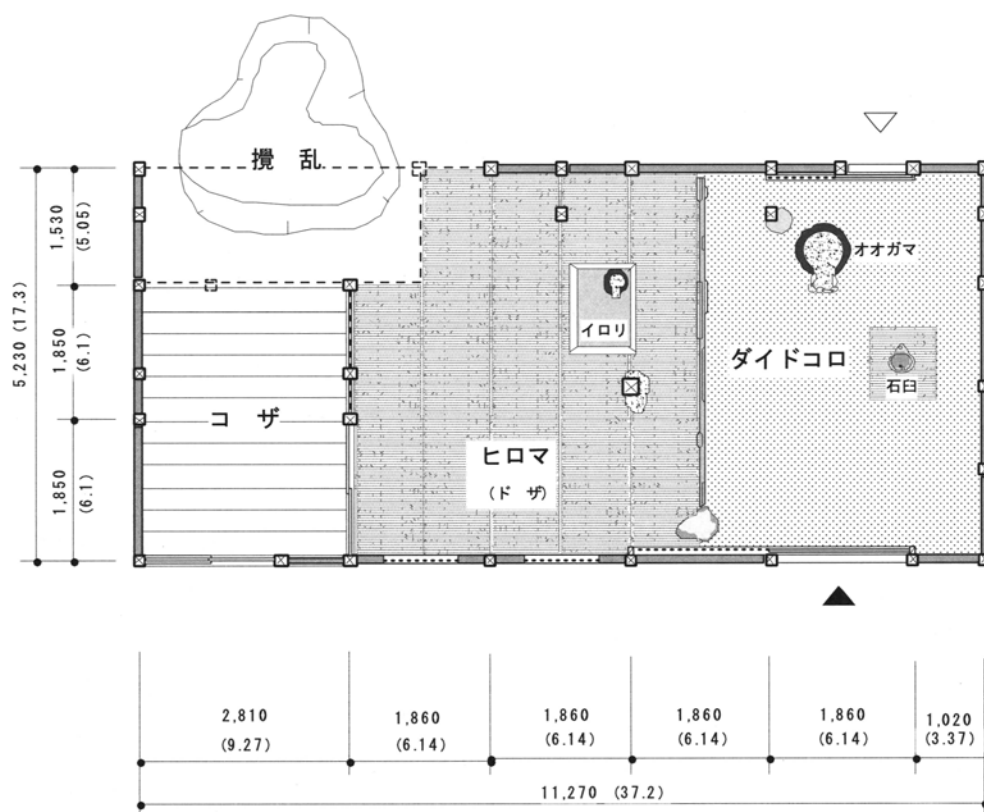 攪 乱
オオガマ
イロリ
ダイドコロ
石臼
コ ザ
ヒロマ
(ド ザ)
5,230 (17.3)
1,530
(5.05)
1,850
(6.1)
1,850
(6.1)
2,810
(9.27)
1,860
(6.14)
1,860
(6.14)
1,860
(6.14)
1,860
(6.14)
1,020
(3.37)
11,270 (37.2)